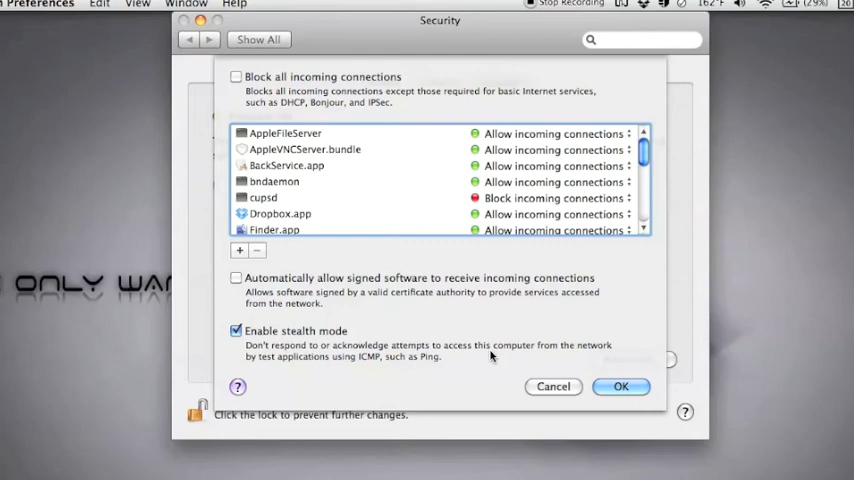 Preferences Edit View Window Help Stop Recording 162°F (29%) 20
Security
Show All
Block all incoming connections
Blocks all incoming connections except those required for basic Internet services,
such as DHCP, Bonjour, and IPSec.
AppleFileServer Allow incoming connections
AppleVNCServer.bundle Allow incoming connections
BackService.app Allow incoming connections
bndaemon Allow incoming connections
cupsd Block incoming connections
Dropbox.app Allow incoming connections
Finder.app Allow incoming connections
+ −
Automatically allow signed software to receive incoming connections
Allows software signed by a valid certificate authority to provide services accessed
from the network.
ONLY WA
Enable stealth mode
Don't respond to or acknowledge attempts to access this computer from the network
by test applications using ICMP, such as Ping.
? Cancel OK
Click the lock to prevent further changes. ?